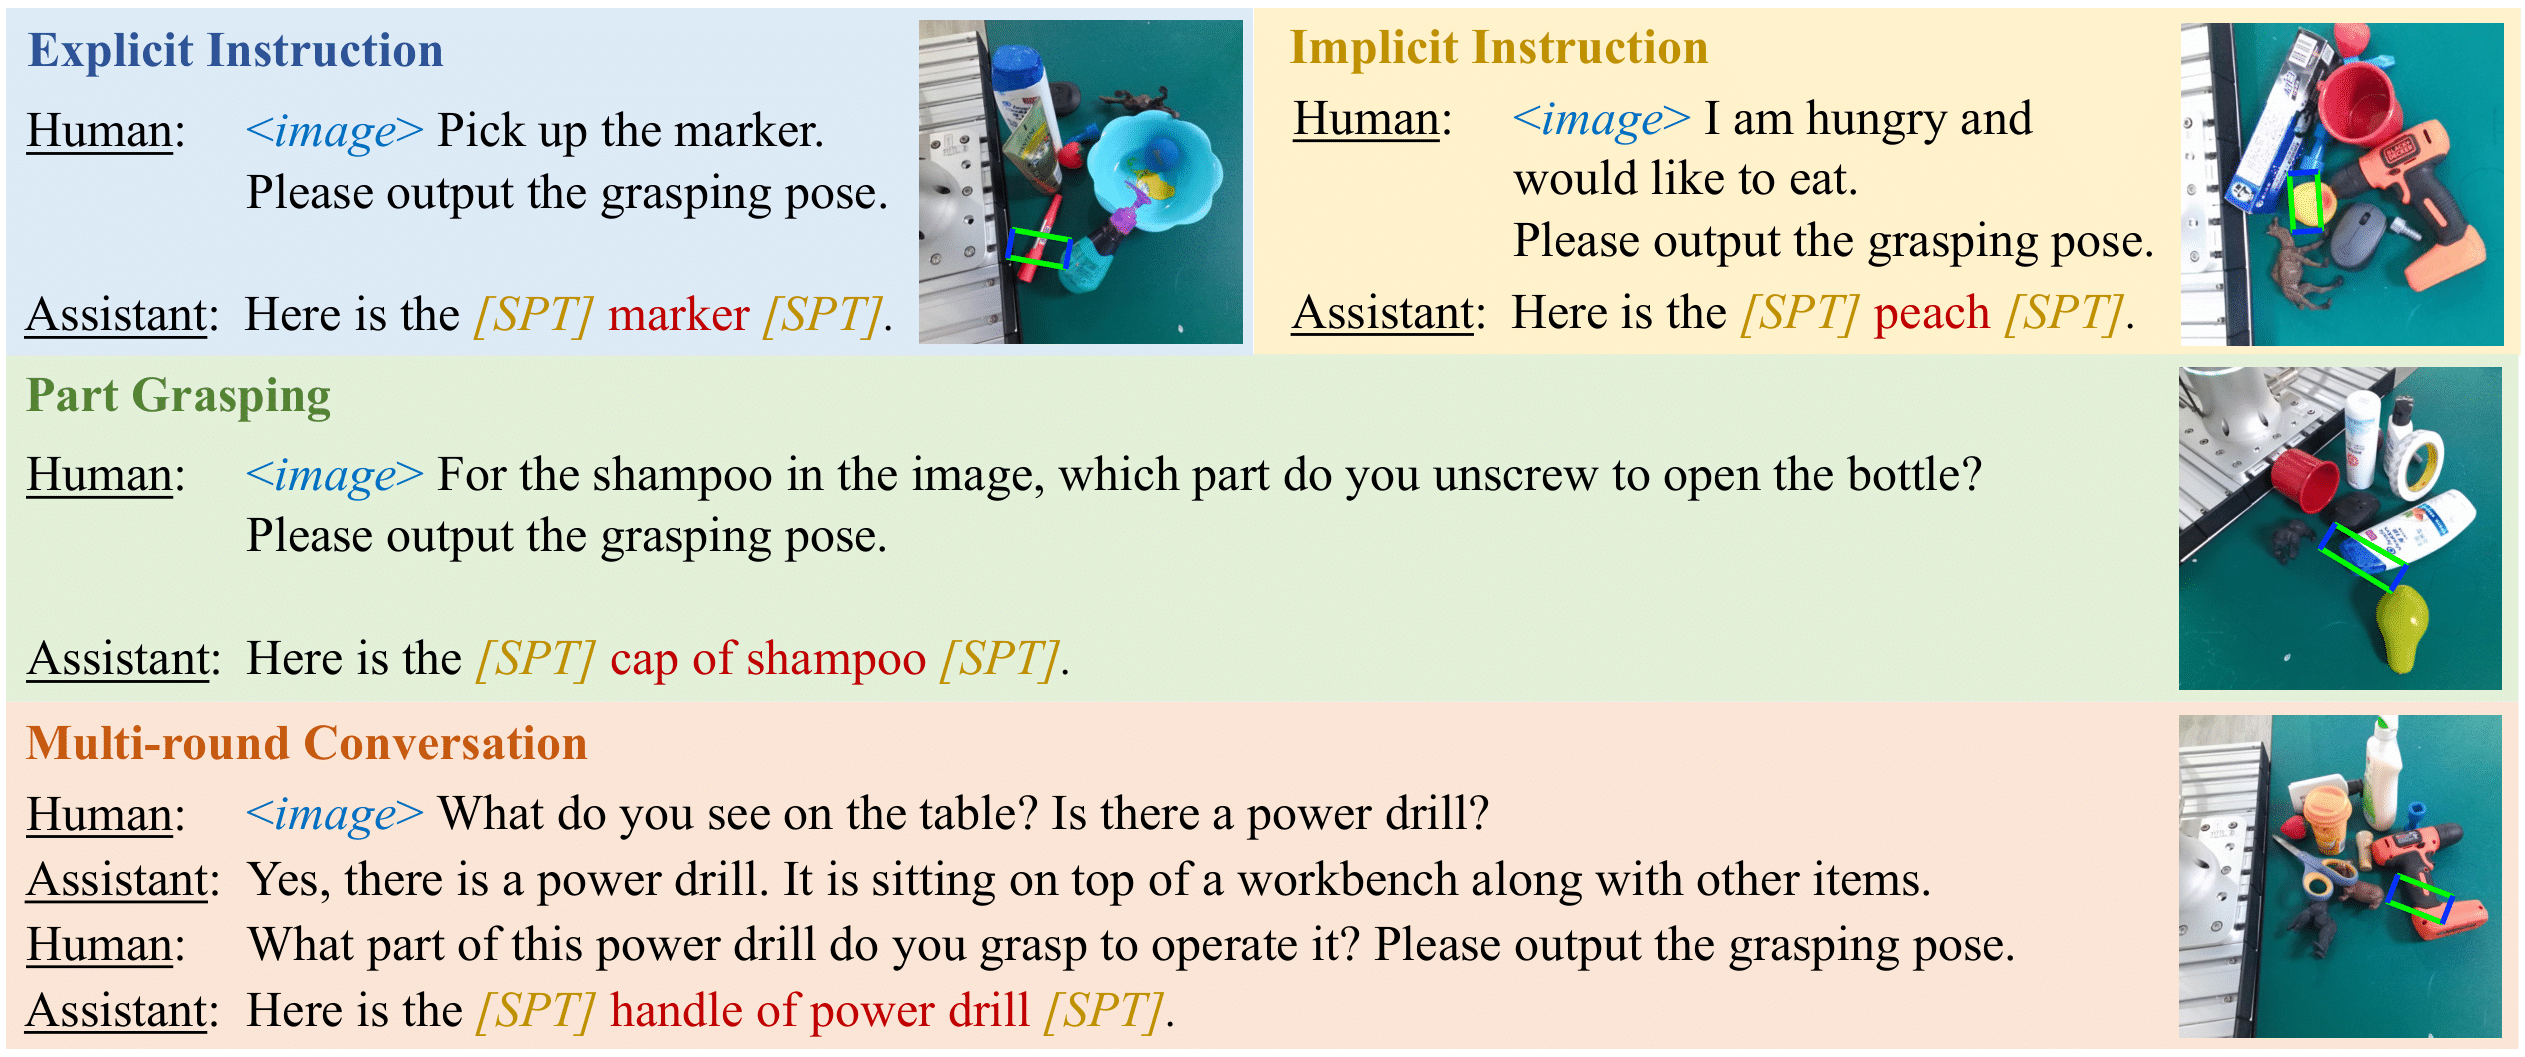 Explicit Instruction
Human: <image> Pick up the marker.
Please output the grasping pose.
Assistant: Here is the [SPT] marker [SPT].
Implicit Instruction
Human: <image> I am hungry and
would like to eat.
Please output the grasping pose.
Assistant: Here is the [SPT] peach [SPT].
BLACK+
DECKER
Part Grasping
Human: <image> For the shampoo in the image, which part do you unscrew to open the bottle?
Please output the grasping pose.
Assistant: Here is the [SPT] cap of shampoo [SPT].
Multi-round Conversation
Human: <image> What do you see on the table? Is there a power drill?
Assistant: Yes, there is a power drill. It is sitting on top of a workbench along with other items.
Human: What part of this power drill do you grasp to operate it? Please output the grasping pose.
Assistant: Here is the [SPT] handle of power drill [SPT].